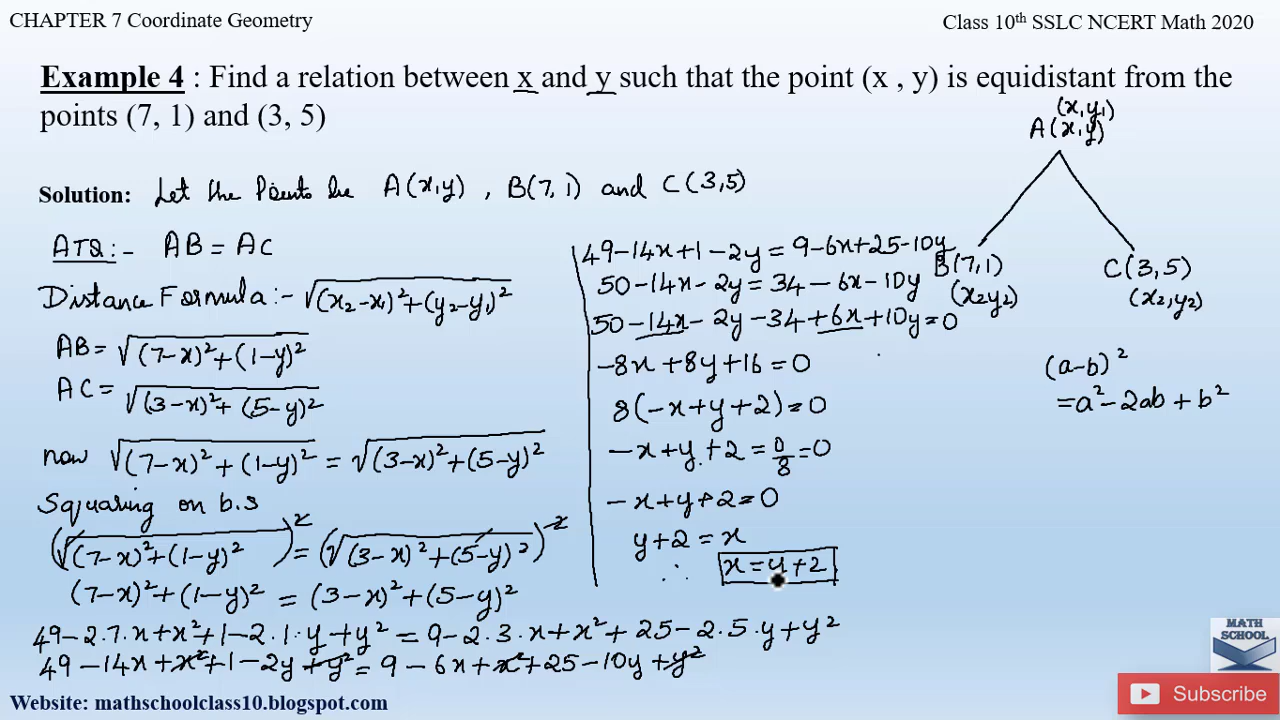 CHAPTER 7 Coordinate Geometry
Class 10th SSLC NCERT Math 2020
Example 4 : Find a relation between x and y such that the point (x , y) is equidistant from the
points (7, 1) and (3, 5)
Solution: Let the Points be A(x,y) , B(7,1) and C(3,5)
ATQ:- AB = AC
Distance Formula:- √(x₂-x₁)²+(y₂-y₁)²
AB = √(7-x)²+(1-y)²
AC = √(3-x)²+(5-y)²
now √(7-x)²+(1-y)² = √(3-x)²+(5-y)²
Squaring on b.s
(√(7-x)²+(1-y)²)² = (√(3-x)²+(5-y)²)²
(7-x)²+(1-y)² = (3-x)²+(5-y)²
49-2.7.x+x²+1-2.1.y+y² = 9-2.3.x+x²+25-2.5.y+y²
49-14x+x²+1-2y+y² = 9-6x+x²+25-10y+y²
49-14x+1-2y = 9-6x+25-10y
50-14x-2y = 34-6x-10y
50-14x-2y-34+6x+10y=0
-8x+8y+16=0
8(-x+y+2)=0
-x+y+2=0/8=0
-x+y+2=0
y+2=x
∴ x=y+2
(x₁y₁)
A(x,y)
B(7,1)
(x₂y₂)
C(3,5)
(x₂,y₂)
(a-b)²
=a²-2ab+b²
MATH
SCHOOL
Subscribe
Website: mathschoolclass10.blogspot.com